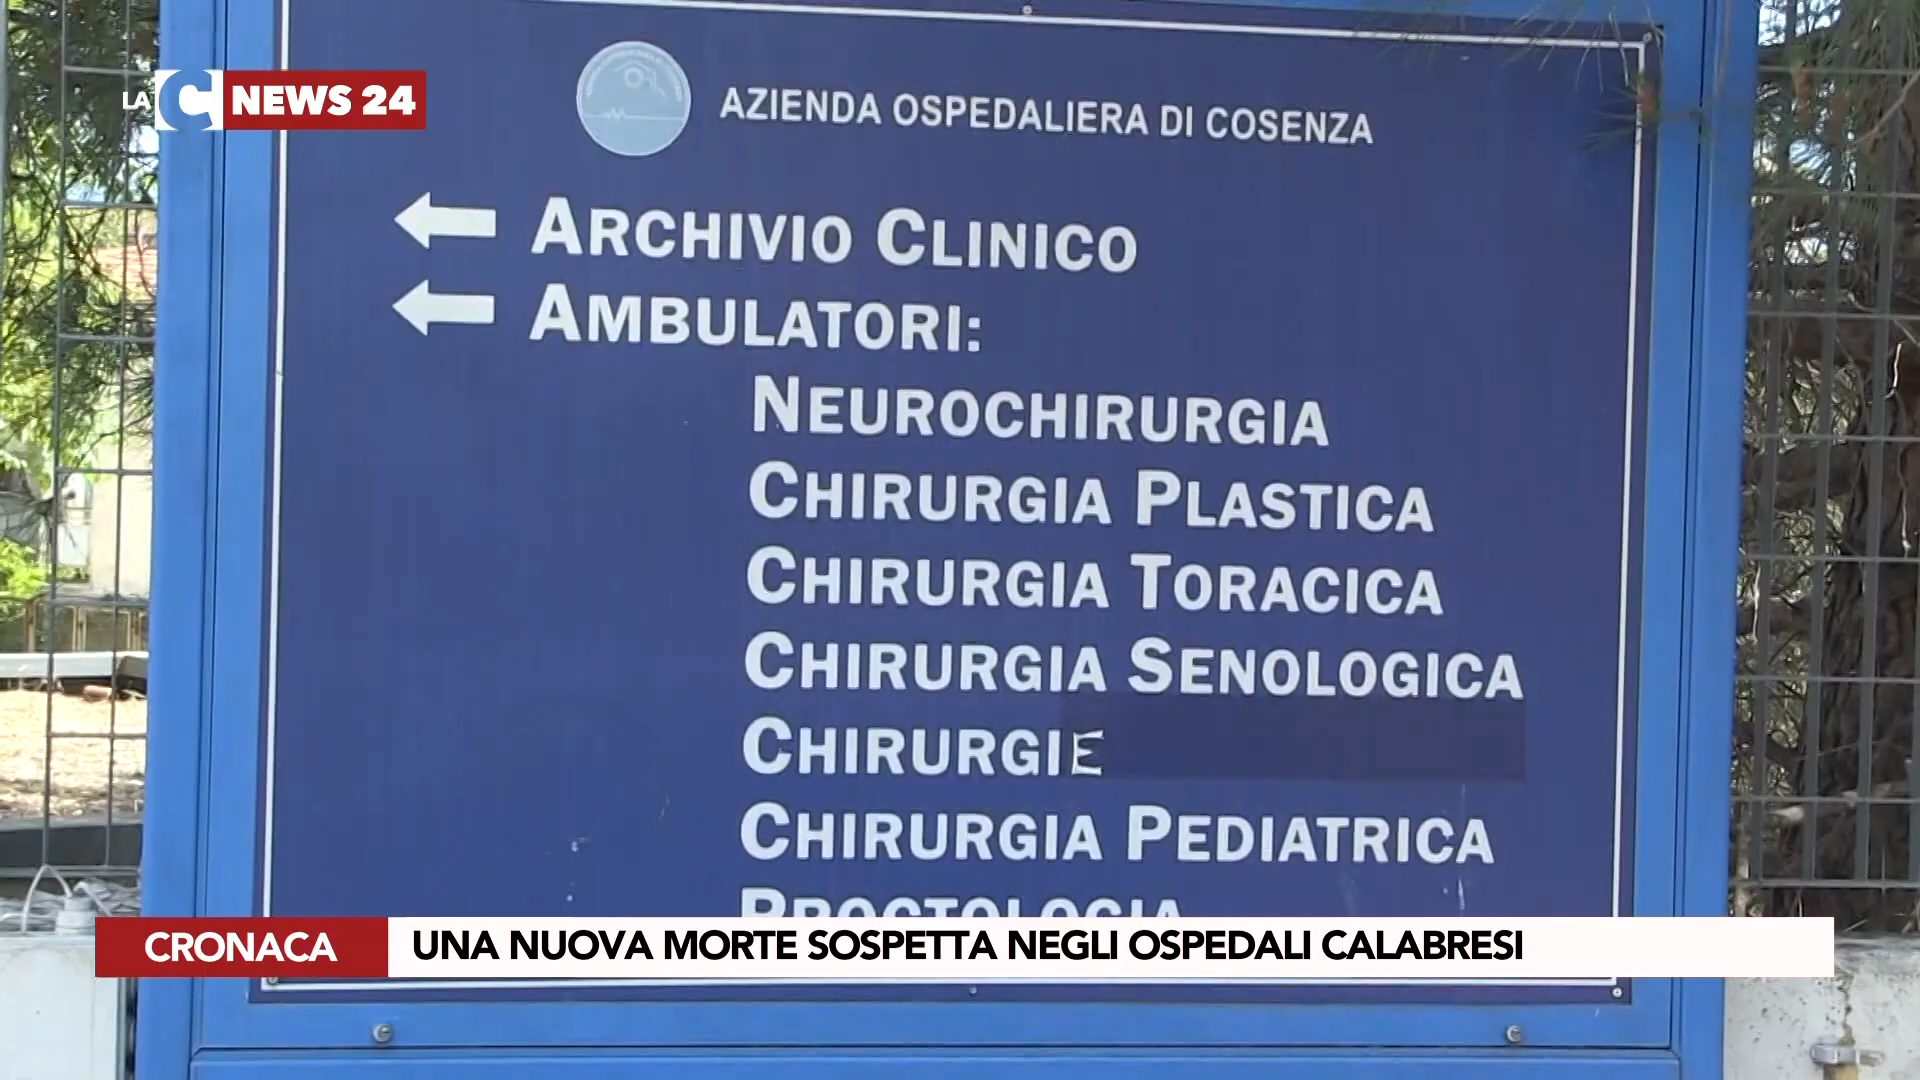 LA C NEWS 24
AZIENDA OSPEDALIERA DI COSENZA
ARCHIVIO CLINICO
AMBULATORI:
NEUROCHIRURGIA
CHIRURGIA PLASTICA
CHIRURGIA TORACICA
CHIRURGIA SENOLOGICA
CHIRURGIE
CHIRURGIA PEDIATRICA
PROCTOLOGIA
CRONACA UNA NUOVA MORTE SOSPETTA NEGLI OSPEDALI CALABRESI